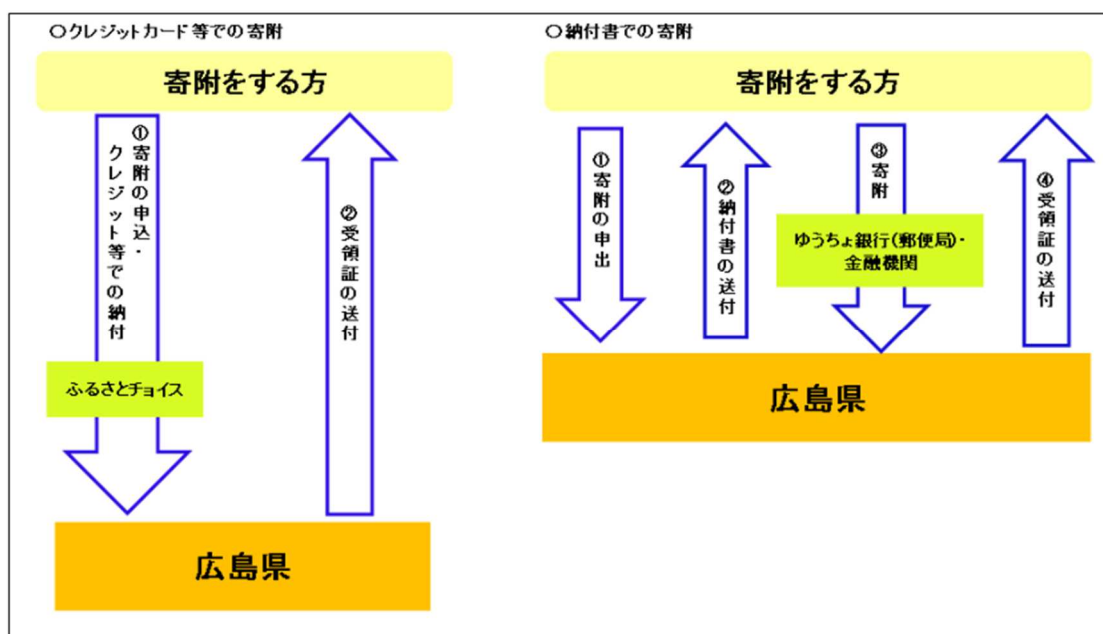 〇クレジットカード等での寄附
寄附をする方
①寄附の申込・
クレジット等での納付
ふるさとチョイス
②受領証の送付
広島県
〇納付書での寄附
寄附をする方
①寄附の申出
②納付書の送付
③寄附
ゆうちょ銀行(郵便局)・
金融機関
④受領証の送付
広島県